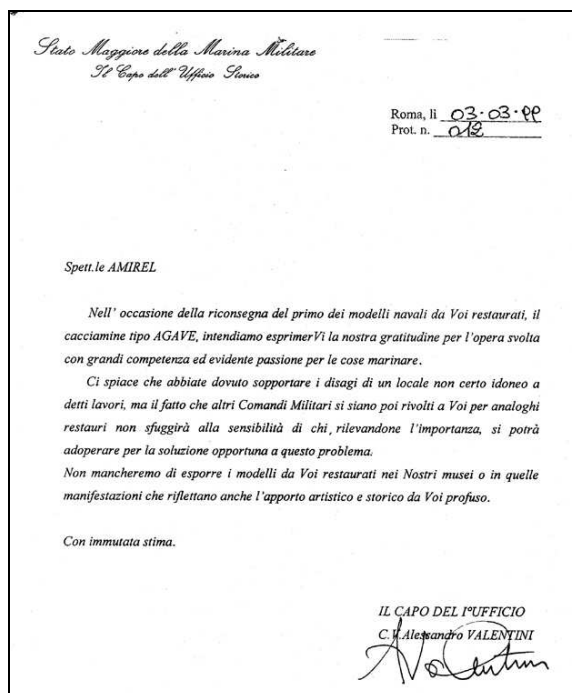 Stato Maggiore della Marina Militare
Il Capo dell'Ufficio Storico
Roma, lì 03·03·99
Prot. n. 012
Spett.le AMIREL
Nell' occasione della riconsegna del primo dei modelli navali da Voi restaurati, il
cacciamine tipo AGAVE, intendiamo esprimerVi la nostra gratitudine per l'opera svolta
con grandi competenza ed evidente passione per le cose marinare.
Ci spiace che abbiate dovuto sopportare i disagi di un locale non certo idoneo a
detti lavori, ma il fatto che altri Comandi Militari si siano poi rivolti a Voi per analoghi
restauri non sfuggirà alla sensibilità di chi, rilevandone l'importanza, si potrà
adoperare per la soluzione opportuna a questo problema.
Non mancheremo di esporre i modelli da Voi restaurati nei Nostri musei o in quelle
manifestazioni che riflettano anche l'apporto artistico e storico da Voi profuso.
Con immutata stima.
IL CAPO DEL I°UFFICIO
C.V.Alessandro VALENTINI